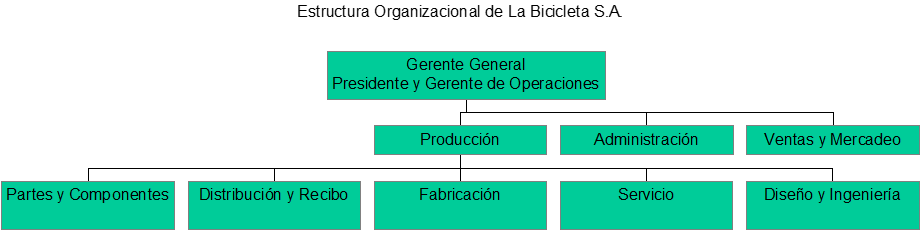 Estructura Organizacional de La Bicicleta S.A.
Gerente General
Presidente y Gerente de Operaciones
Producción
Administración
Ventas y Mercadeo
Partes y Componentes
Distribución y Recibo
Fabricación
Servicio
Diseño y Ingeniería